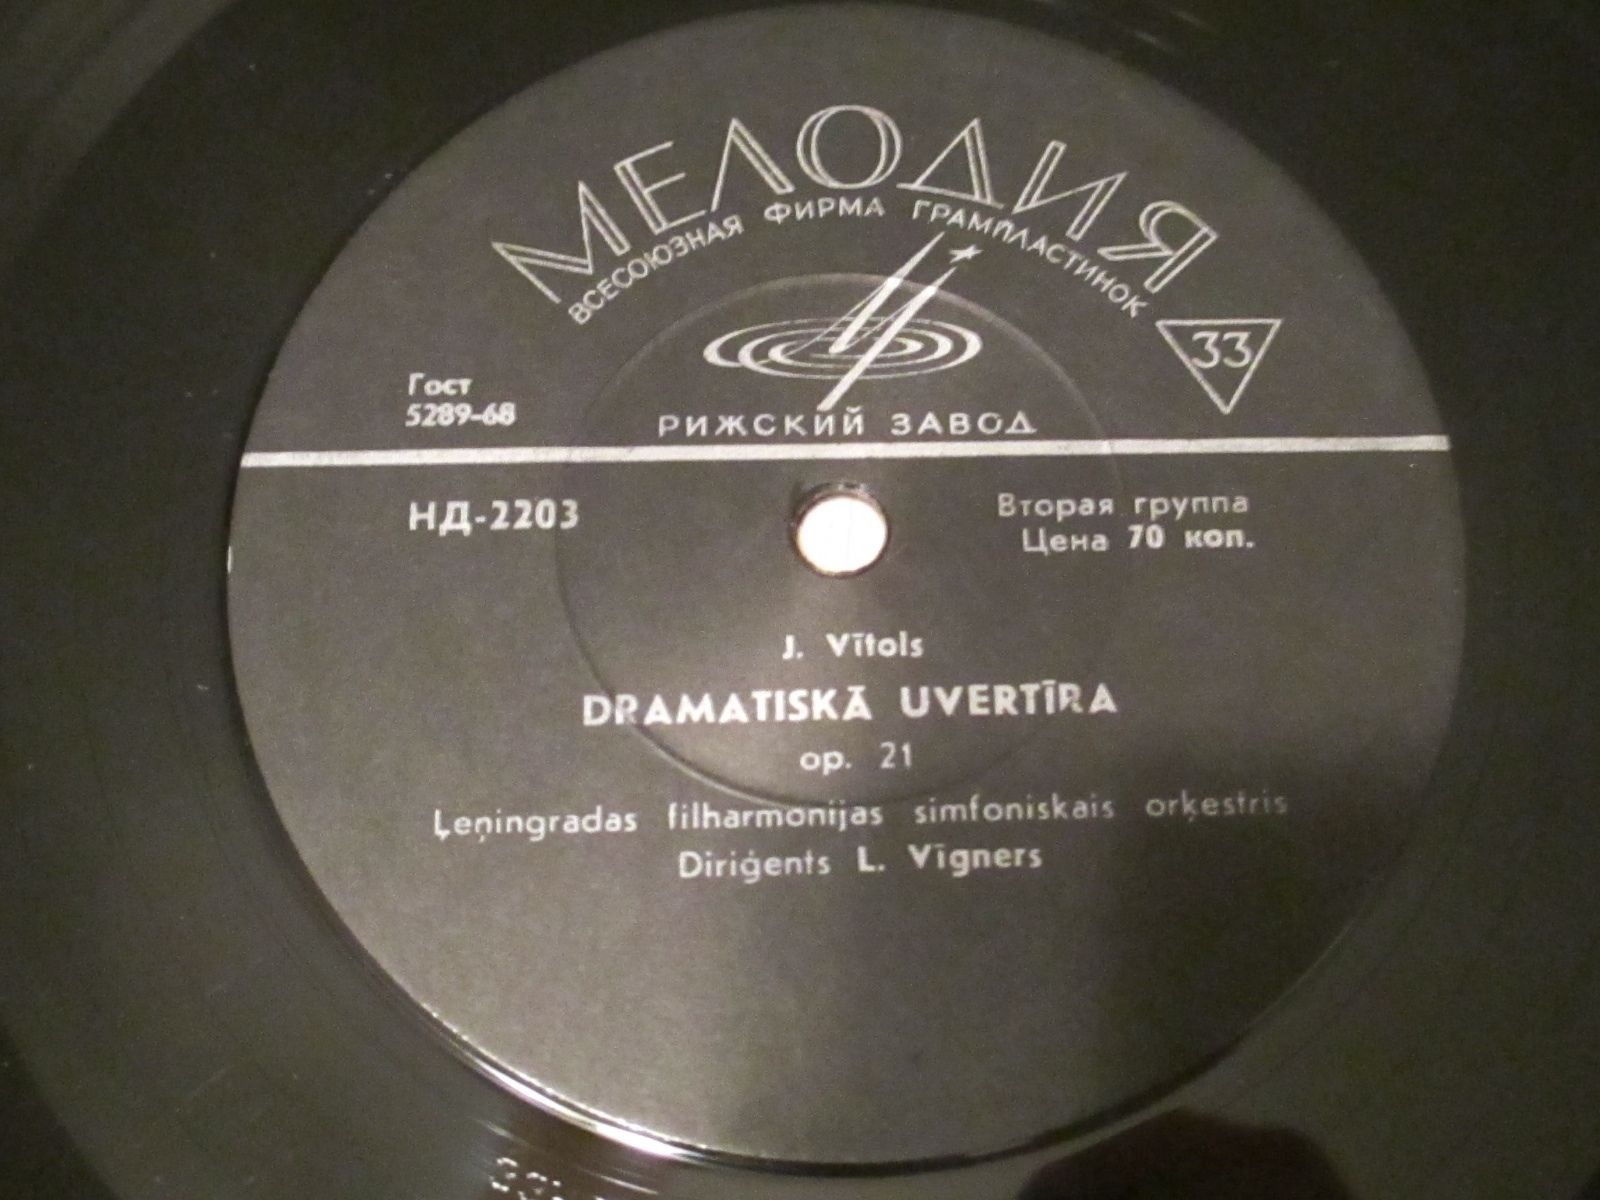 МЕЛОДИЯ
ВСЕСОЮЗНАЯ ФИРМА ГРАМПЛАСТИНОК
33
Гост
5289-68
РИЖСКИЙ ЗАВОД
НД-2203
Вторая группа
Цена 70 коп.
J. Vītols
DRAMATISKĀ UVERTĪRA
op. 21
Ļeņingradas filharmonijas simfoniskais orķestris
Diriģents L. Vīgners